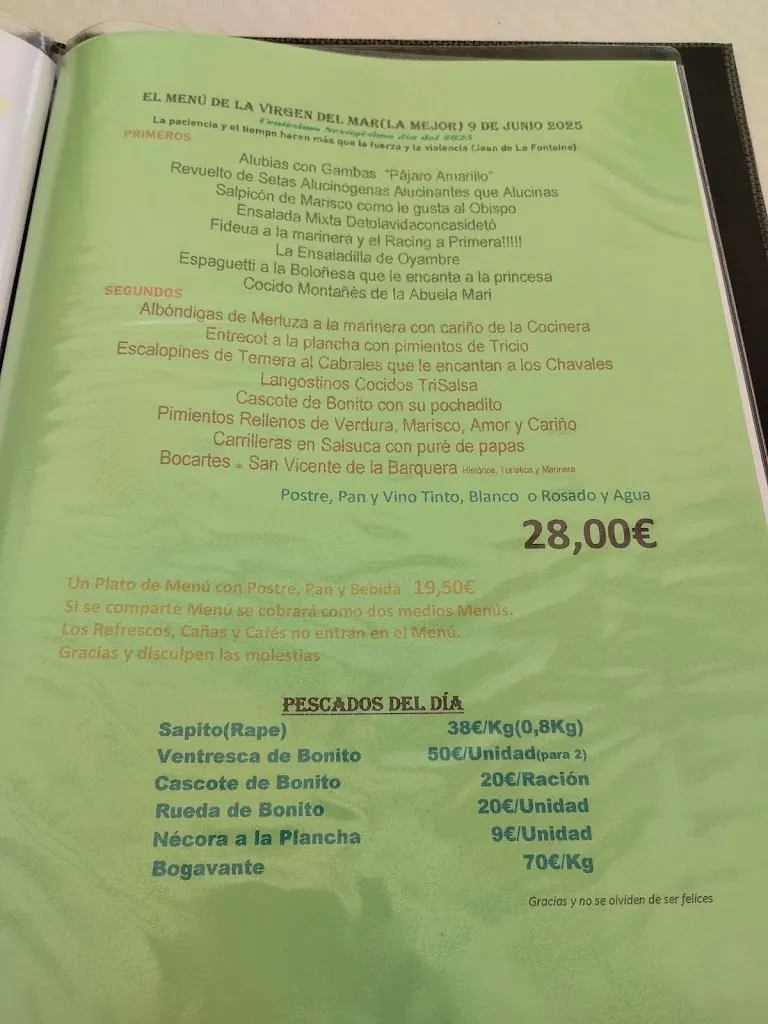 EL MENÚ DE LA VIRGEN DEL MAR(LA MEJOR) 9 DE JUNIO 2025
Centésimo Sexagésimo día del 2025
La paciencia y el tiempo hacen más que la fuerza y la violencia (Jean de La Fontaine)
PRIMEROS
Alubias con Gambas "Pájaro Amarillo"
Revuelto de Setas Alucinógenas Alucinantes que Alucinas
Salpicón de Marisco como le gusta al Obispo
Ensalada Mixta Detolavidaconcasidetó
Fideua a la marinera y el Racing a Primera!!!!!
La Ensaladilla de Oyambre
Espaguetti a la Boloñesa que le encanta a la princesa
Cocido Montañés de la Abuela Mari
SEGUNDOS
Albóndigas de Merluza a la marinera con cariño de la Cocinera
Entrecot a la plancha con pimientos de Tricio
Escalopines de Ternera al Cabrales que le encantan a los Chavales
Langostinos Cocidos TriSalsa
Cascote de Bonito con su pochadito
Pimientos Rellenos de Verdura, Marisco, Amor y Cariño
Carrilleras en Salsuca con puré de papas
Bocartes de San Vicente de la Barquera Histórica, Turística y Marinera
Postre, Pan y Vino Tinto, Blanco o Rosado y Agua
28,00€
Un Plato de Menú con Postre, Pan y Bebida 19,50€
Si se comparte Menú se cobrará como dos medios Menús.
Los Refrescos, Cañas y Cafés no entran en el Menú.
Gracias y disculpen las molestias
PESCADOS DEL DÍA
Sapito(Rape) 38€/Kg(0,8Kg)
Ventresca de Bonito 50€/Unidad(para 2)
Cascote de Bonito 20€/Ración
Rueda de Bonito 20€/Unidad
Nécora a la Plancha 9€/Unidad
Bogavante 70€/Kg
Gracias y no se olviden de ser felices